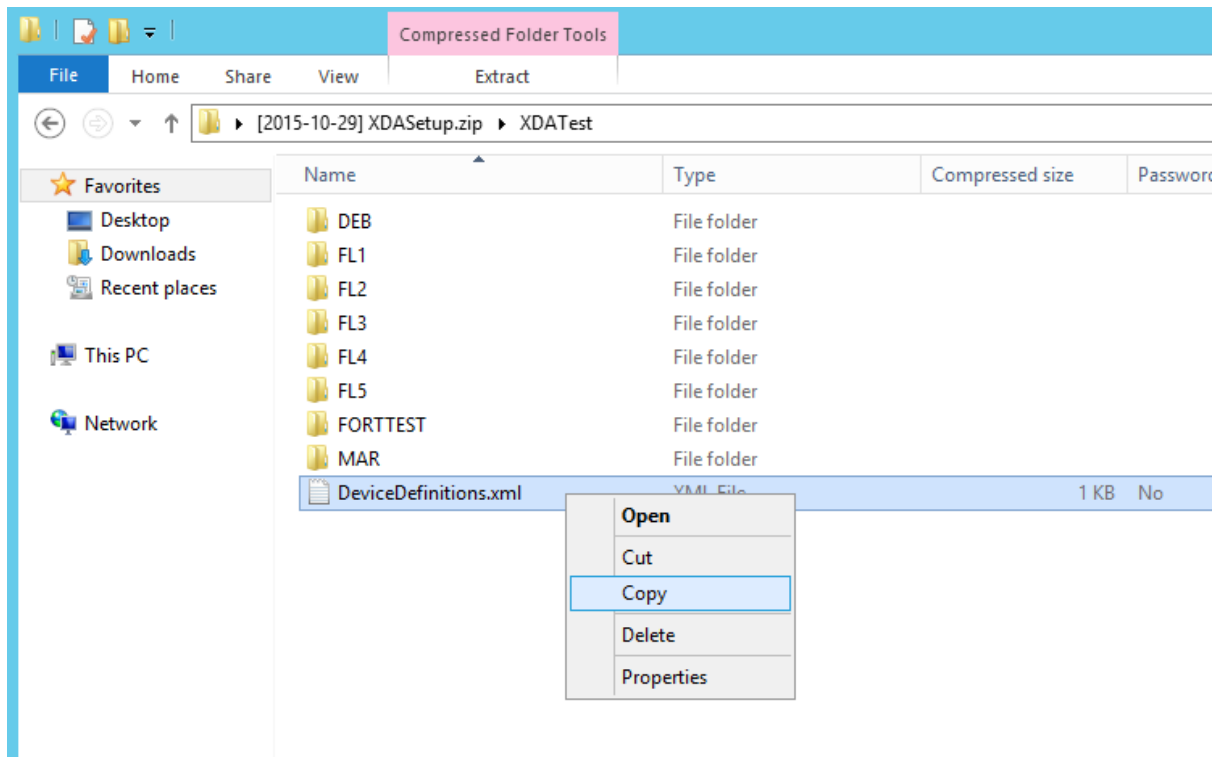 Compressed Folder Tools
File Home Share View Extract
[2015-10-29] XDASetup.zip XDATest
Name Type Compressed size Password
Favorites
Desktop
Downloads
Recent places
This PC
Network
DEB File folder
FL1 File folder
FL2 File folder
FL3 File folder
FL4 File folder
FL5 File folder
FORTTEST File folder
MAR File folder
DeviceDefinitions.xml XML File 1 KB No
Open
Cut
Copy
Delete
Properties